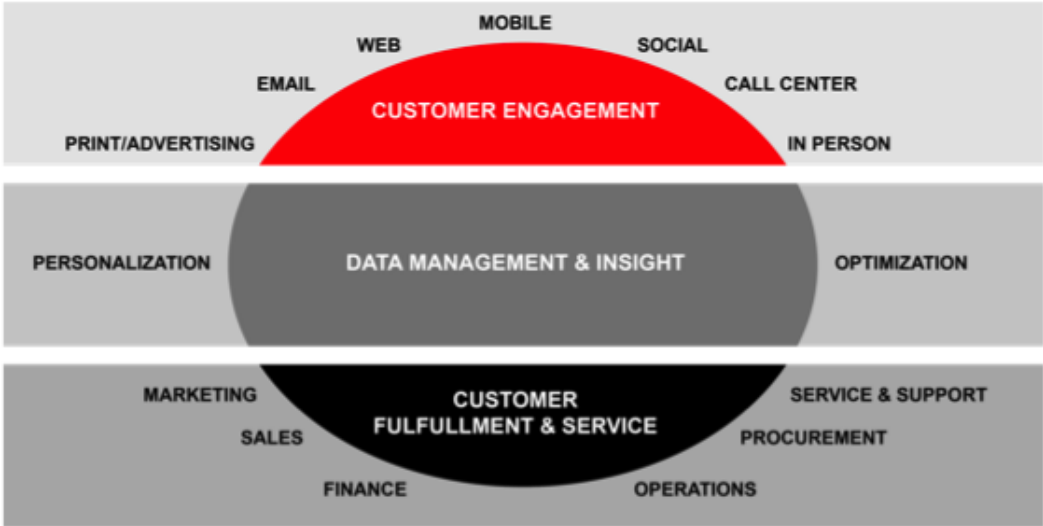 MOBILE
WEB
SOCIAL
EMAIL
CALL CENTER
CUSTOMER ENGAGEMENT
PRINT/ADVERTISING
IN PERSON
PERSONALIZATION
DATA MANAGEMENT & INSIGHT
OPTIMIZATION
MARKETING
CUSTOMER
SERVICE & SUPPORT
FULFULLMENT & SERVICE
SALES
PROCUREMENT
FINANCE
OPERATIONS